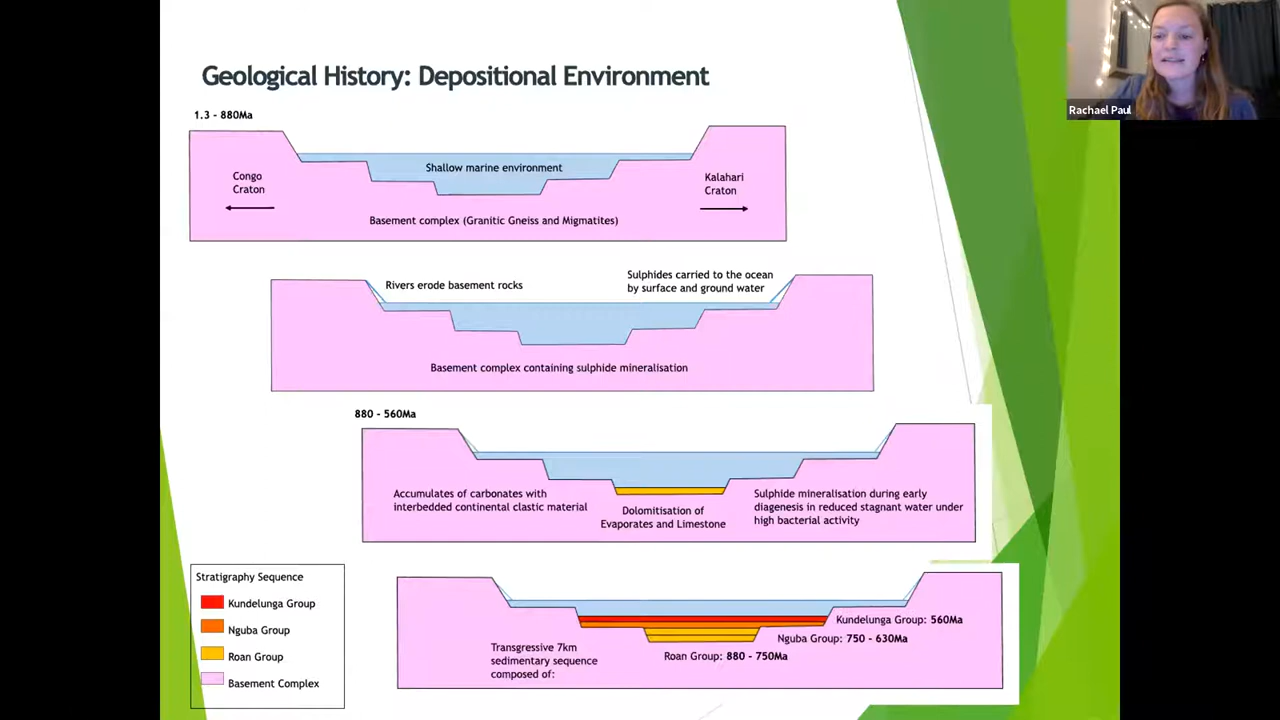 Geological History: Depositional Environment
Rachael Paul
1.3 - 880Ma
Shallow marine environment
Congo
Craton
Kalahari
Craton
Basement complex (Granitic Gneiss and Migmatites)
Rivers erode basement rocks
Sulphides carried to the ocean
by surface and ground water
Basement complex containing sulphide mineralisation
880 - 560Ma
Accumulates of carbonates with
interbedded continental clastic material
Dolomitisation of
Evaporates and Limestone
Sulphide mineralisation during early
diagenesis in reduced stagnant water under
high bacterial activity
Stratigraphy Sequence
Kundelunga Group
Nguba Group
Roan Group
Basement Complex
Transgressive 7km
sedimentary sequence
composed of:
Kundelunga Group: 560Ma
Nguba Group: 750 - 630Ma
Roan Group: 880 - 750Ma